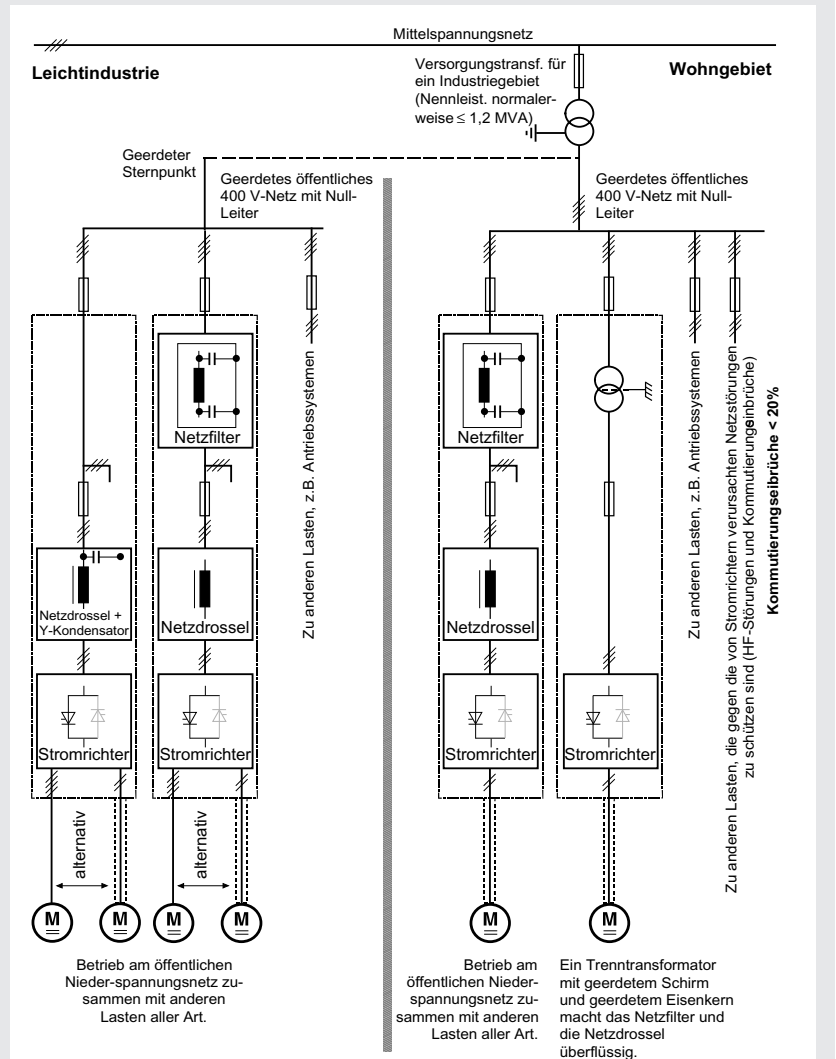 Mittelspannungsnetz
Leichtindustrie
Versorgungstransf. für
ein Industriegebiet
(Nennleist. normaler-
weise ≤ 1,2 MVA)
Wohngebiet
Geerdeter
Sternpunkt
Geerdetes öffentliches
400 V-Netz mit Null-
Leiter
Geerdetes öffentliches
400 V-Netz mit Null-
Leiter
Netzfilter
Netzdrossel +
Y-Kondensator
Netzdrossel
Stromrichter
Stromrichter
Zu anderen Lasten, z.B. Antriebssystemen
alternativ
alternativ
M
M
M
M
Betrieb am öffentlichen
Nieder-spannungsnetz zu-
sammen mit anderen
Lasten aller Art.
Netzfilter
Netzdrossel
Stromrichter
Stromrichter
Zu anderen Lasten, z.B. Antriebssystemen
Zu anderen Lasten, die gegen die von Stromrichtern verursachten Netzstörungen
zu schützen sind (HF-Störungen und Kommutierungseinbrüche)
Kommutierungseibrüche < 20%
M
M
Betrieb am
öffentlichen Nieder-
spannungsnetz zu-
sammen mit anderen
Lasten aller Art.
Ein Trenntransformator
mit geerdetem Schirm
und geerdetem Eisenkern
macht das Netzfilter und
die Netzdrossel
überflüssig.